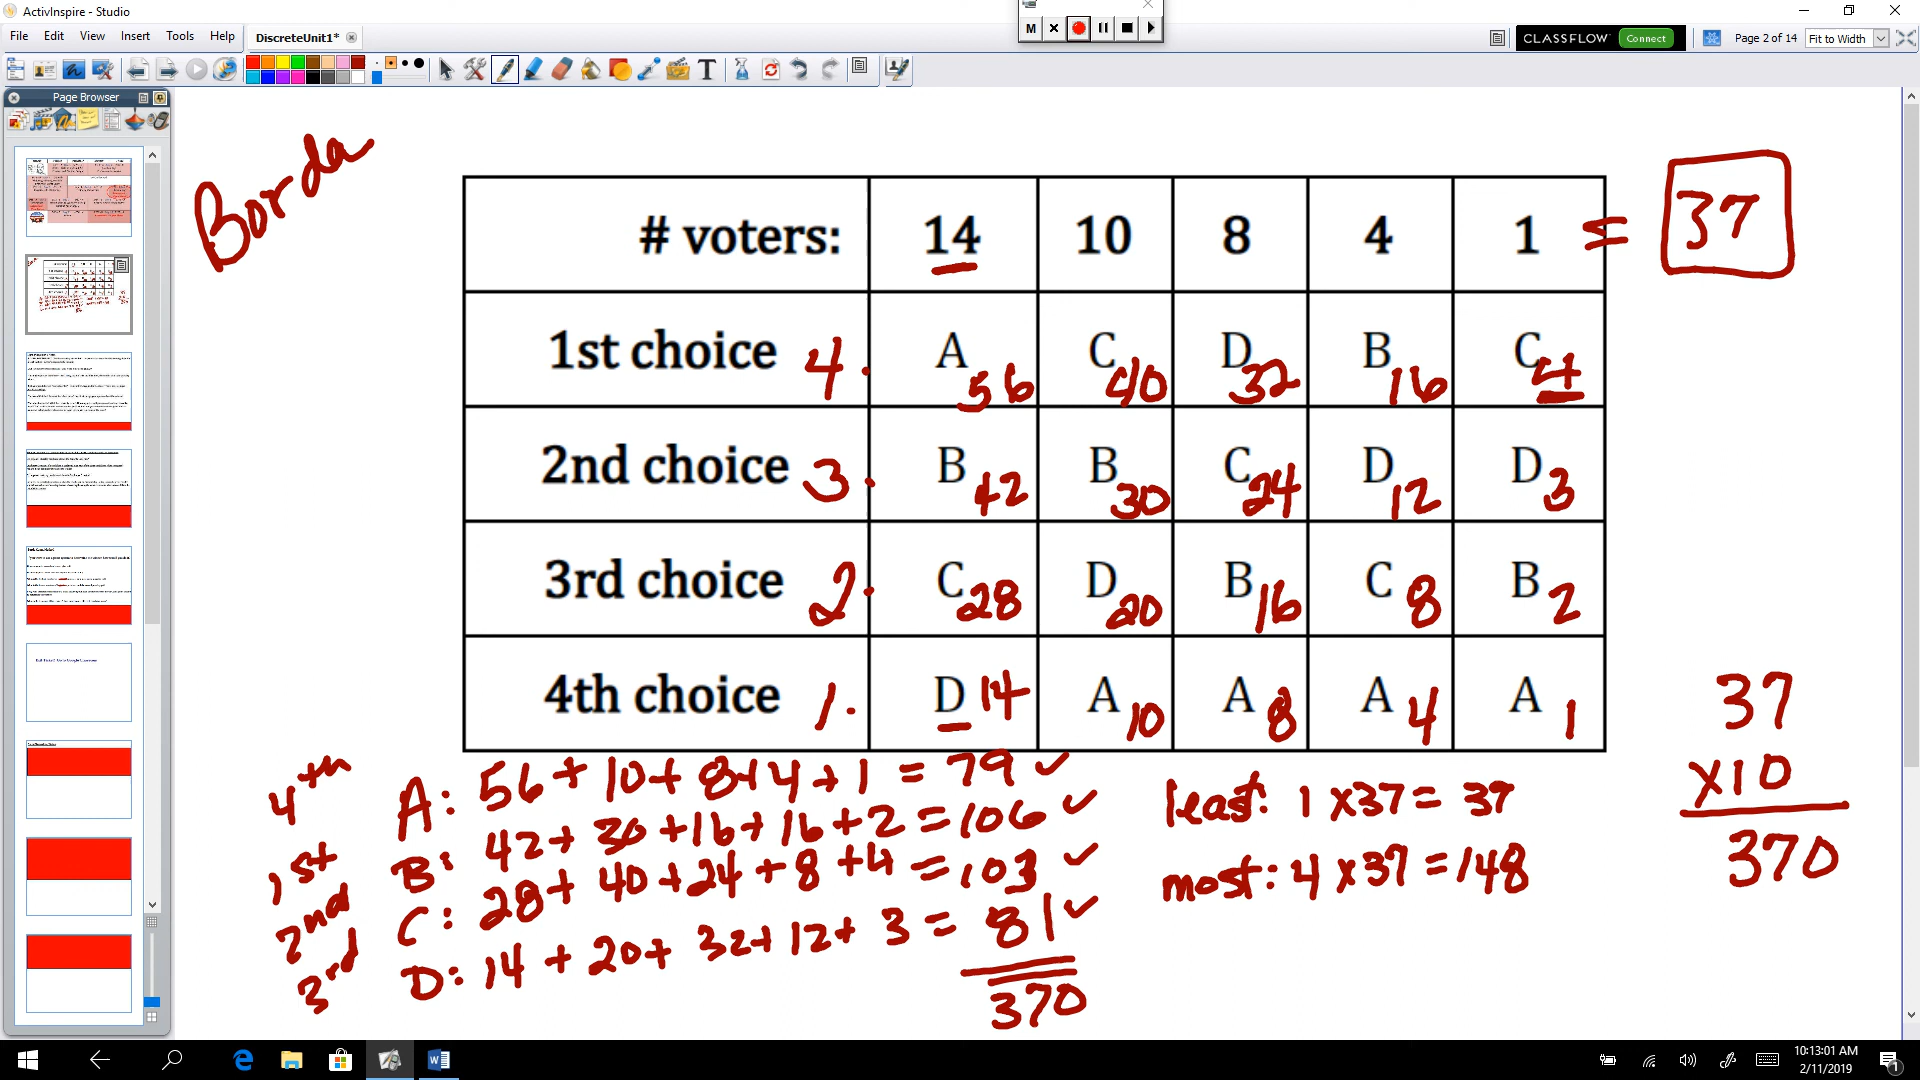 ActivInspire - Studio
File Edit View Insert Tools Help
DiscreteUnit1*
M
CLASSFLOW Connect
Page 2 of 14
Fit to Width
Page Browser
Borda
# voters: 14 10 8 4 1 = 37
1st choice 4. A 56 C 40 D 32 B 16 C 4
2nd choice 3. B 42 B 30 C 24 D 12 D 3
3rd choice 2. C 28 D 20 B 16 C 8 B 2
4th choice 1. D 14 A 10 A 8 A 4 A 1
4th A: 56 + 10 + 8 + 4 + 1 = 79 ✓
1st B: 42 + 30 + 16 + 16 + 2 = 106 ✓
2nd C: 28 + 40 + 24 + 8 + 4 = 103 ✓
3rd D: 14 + 20 + 32 + 12 + 3 = 81 ✓
370
least: 1 x 37 = 37
most: 4 x 37 = 148
37
x10
370
10:13:01 AM
2/11/2019
1